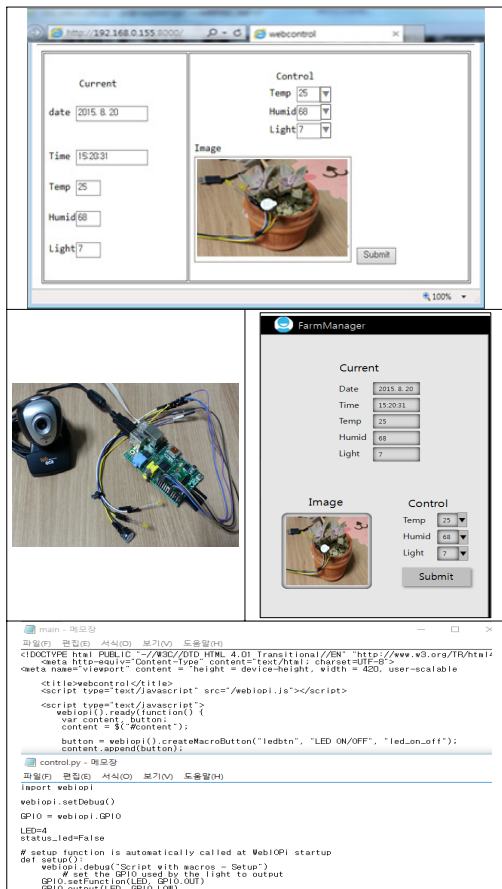 http://192.168.0.155:8000/
webcontrol
Current
date 2015. 8. 20
Time 15:20:31
Temp 25
Humid 68
Light 7
Control
Temp 25
Humid 68
Light 7
Image
Submit
100%
FarmManager
Current
Date 2015. 8. 20
Time 15:20:31
Temp 25
Humid 68
Light 7
Image
Control
Temp 25
Humid 68
Light 7
Submit
main - 메모장
파일(F) 편집(E) 서식(O) 보기(V) 도움말(H)
<!DOCTYPE html PUBLIC "-//W3C//DTD HTML 4.01 Transitional//EN" "http://www.w3.org/TR/html4
<meta http-equiv="Content-Type" content="text/html; charset=UTF-8">
<meta name="viewport" content = "height = device-height, width = 420, user-scalable
<title>webcontrol</title>
<script type="text/javascript" src="/webiopi.js"></script>
<script type="text/javascript">
webiopi().ready(function() {
var content, button;
content = $("#content");
button = webiopi().createMacroButton("ledbtn", "LED ON/OFF", "led_on_off");
content.append(button);
control.py - 메모장
파일(F) 편집(E) 서식(O) 보기(V) 도움말(H)
import webiopi
webiopi.setDebug()
GPIO = webiopi.GPIO
LED=4
status_led=False
# setup function is automatically called at WebIOPi startup
def setup():
webiopi.debug("Script with macros - Setup")
# set the GPIO used by the light to output
GPIO.setFunction(LED, GPIO.OUT)
GPIO.output(LED, GPIO.LOW)